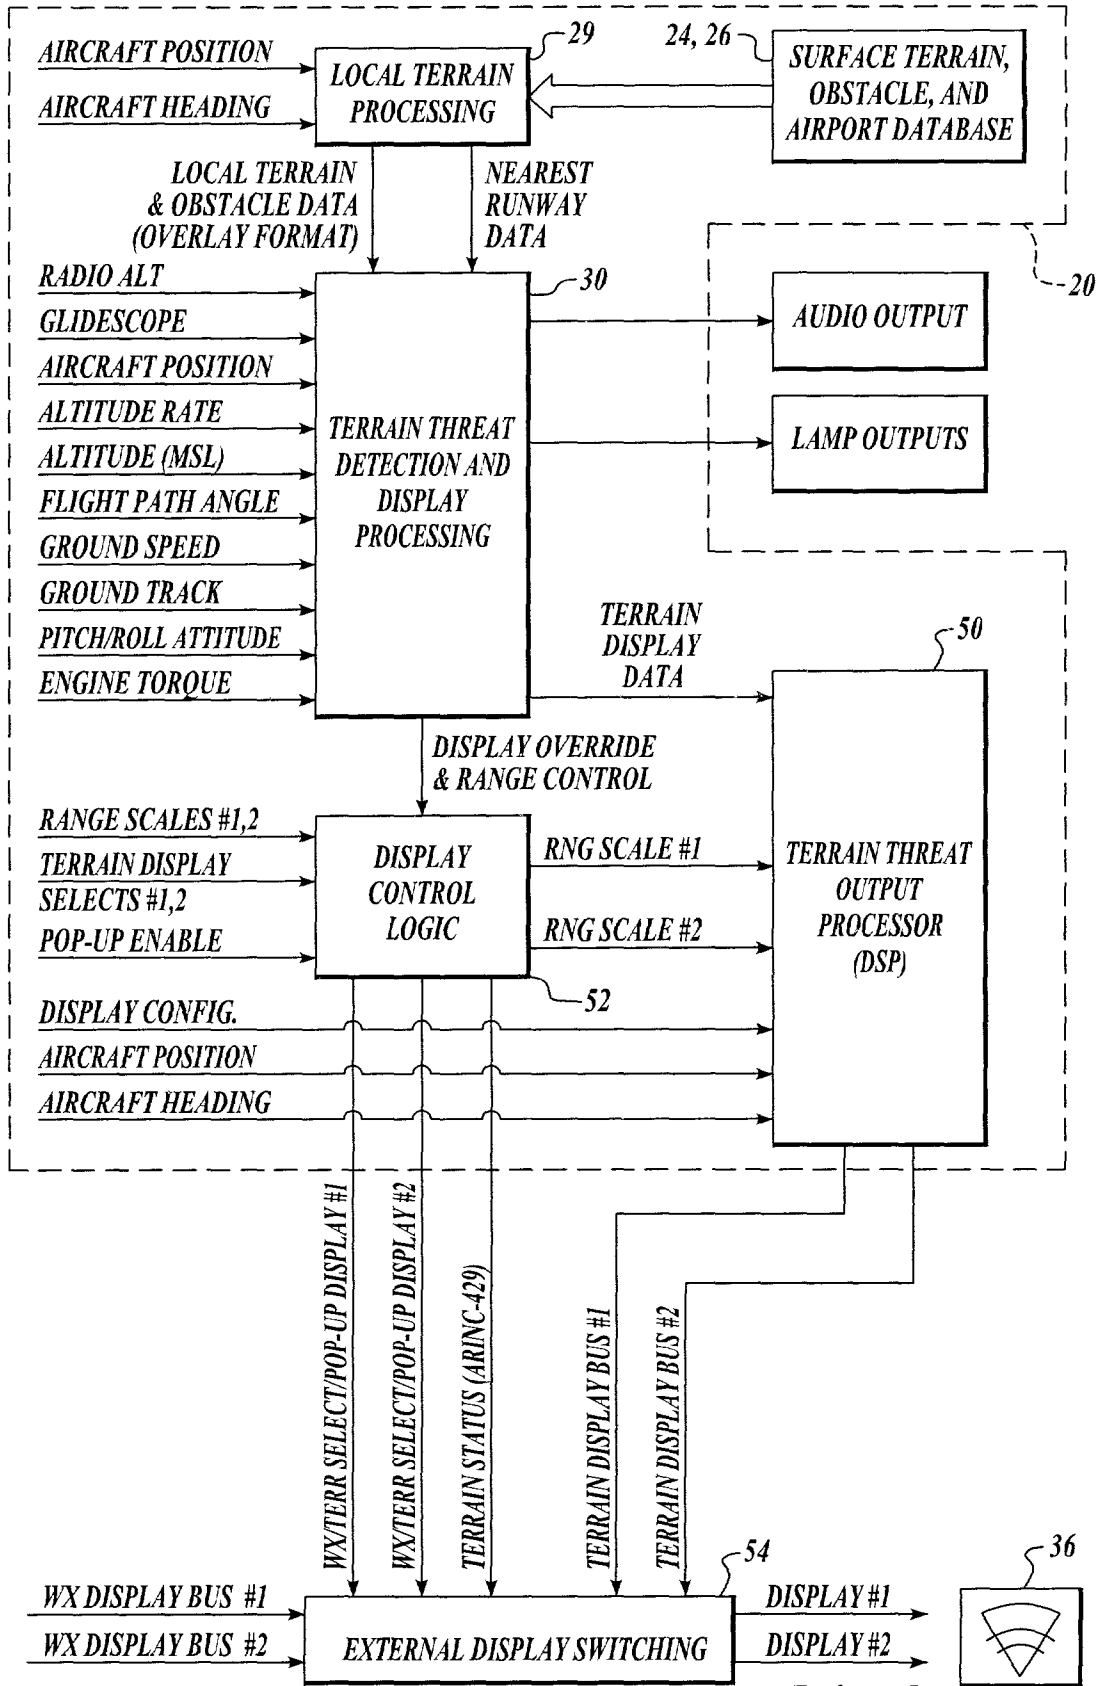 AIRCRAFT POSITION
AIRCRAFT HEADING
LOCAL TERRAIN
PROCESSING
29
24, 26
SURFACE TERRAIN,
OBSTACLE, AND
AIRPORT DATABASE
LOCAL TERRAIN
& OBSTACLE DATA
(OVERLAY FORMAT)
NEAREST
RUNWAY
DATA
20
RADIO ALT
GLIDESCOPE
AIRCRAFT POSITION
ALTITUDE RATE
ALTITUDE (MSL)
FLIGHT PATH ANGLE
GROUND SPEED
GROUND TRACK
PITCH/ROLL ATTITUDE
ENGINE TORQUE
30
TERRAIN THREAT
DETECTION AND
DISPLAY
PROCESSING
AUDIO OUTPUT
LAMP OUTPUTS
TERRAIN
DISPLAY
DATA
50
DISPLAY OVERRIDE
& RANGE CONTROL
RANGE SCALES #1,2
TERRAIN DISPLAY
SELECTS #1,2
POP-UP ENABLE
DISPLAY
CONTROL
LOGIC
RNG SCALE #1
RNG SCALE #2
52
TERRAIN THREAT
OUTPUT
PROCESSOR
(DSP)
DISPLAY CONFIG.
AIRCRAFT POSITION
AIRCRAFT HEADING
WX/TERR SELECT/POP-UP DISPLAY #1
WX/TERR SELECT/POP-UP DISPLAY #2
TERRAIN STATUS (ARINC-429)
TERRAIN DISPLAY BUS #1
TERRAIN DISPLAY BUS #2
WX DISPLAY BUS #1
WX DISPLAY BUS #2
EXTERNAL DISPLAY SWITCHING
54
DISPLAY #1
DISPLAY #2
36